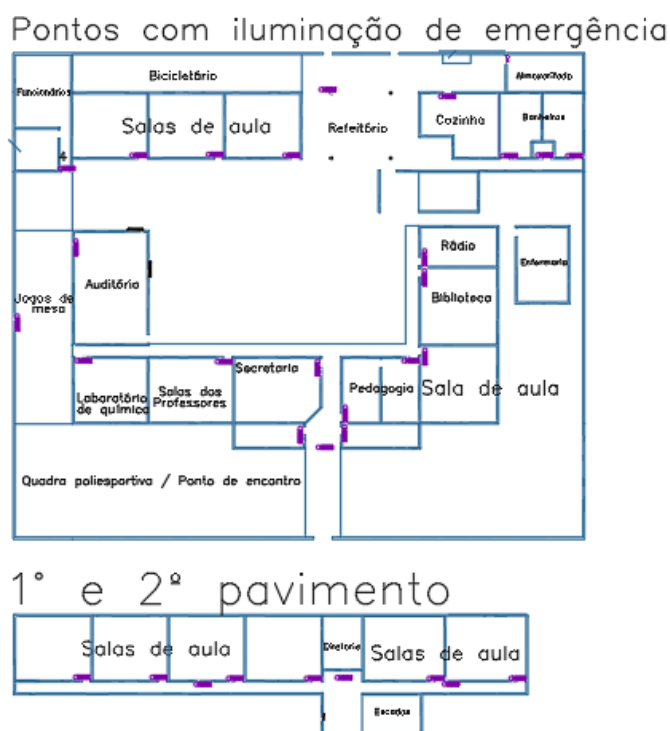 Pontos com iluminação de emergência
Bicicletário
Almoxarifado
Funcionários
Salas de aula
Refeitório
Cozinha
Banheiros
4
Rádio
Enfermaria
Auditório
Biblioteca
Jogos de
mesa
Secretaria
Laboratório
de química
Salas dos
Professores
Pedagogia
Sala de aula
Quadra poliesportiva / Ponto de encontro
1° e 2º pavimento
Salas de aula
Diretoria
Salas de aula
Escadas